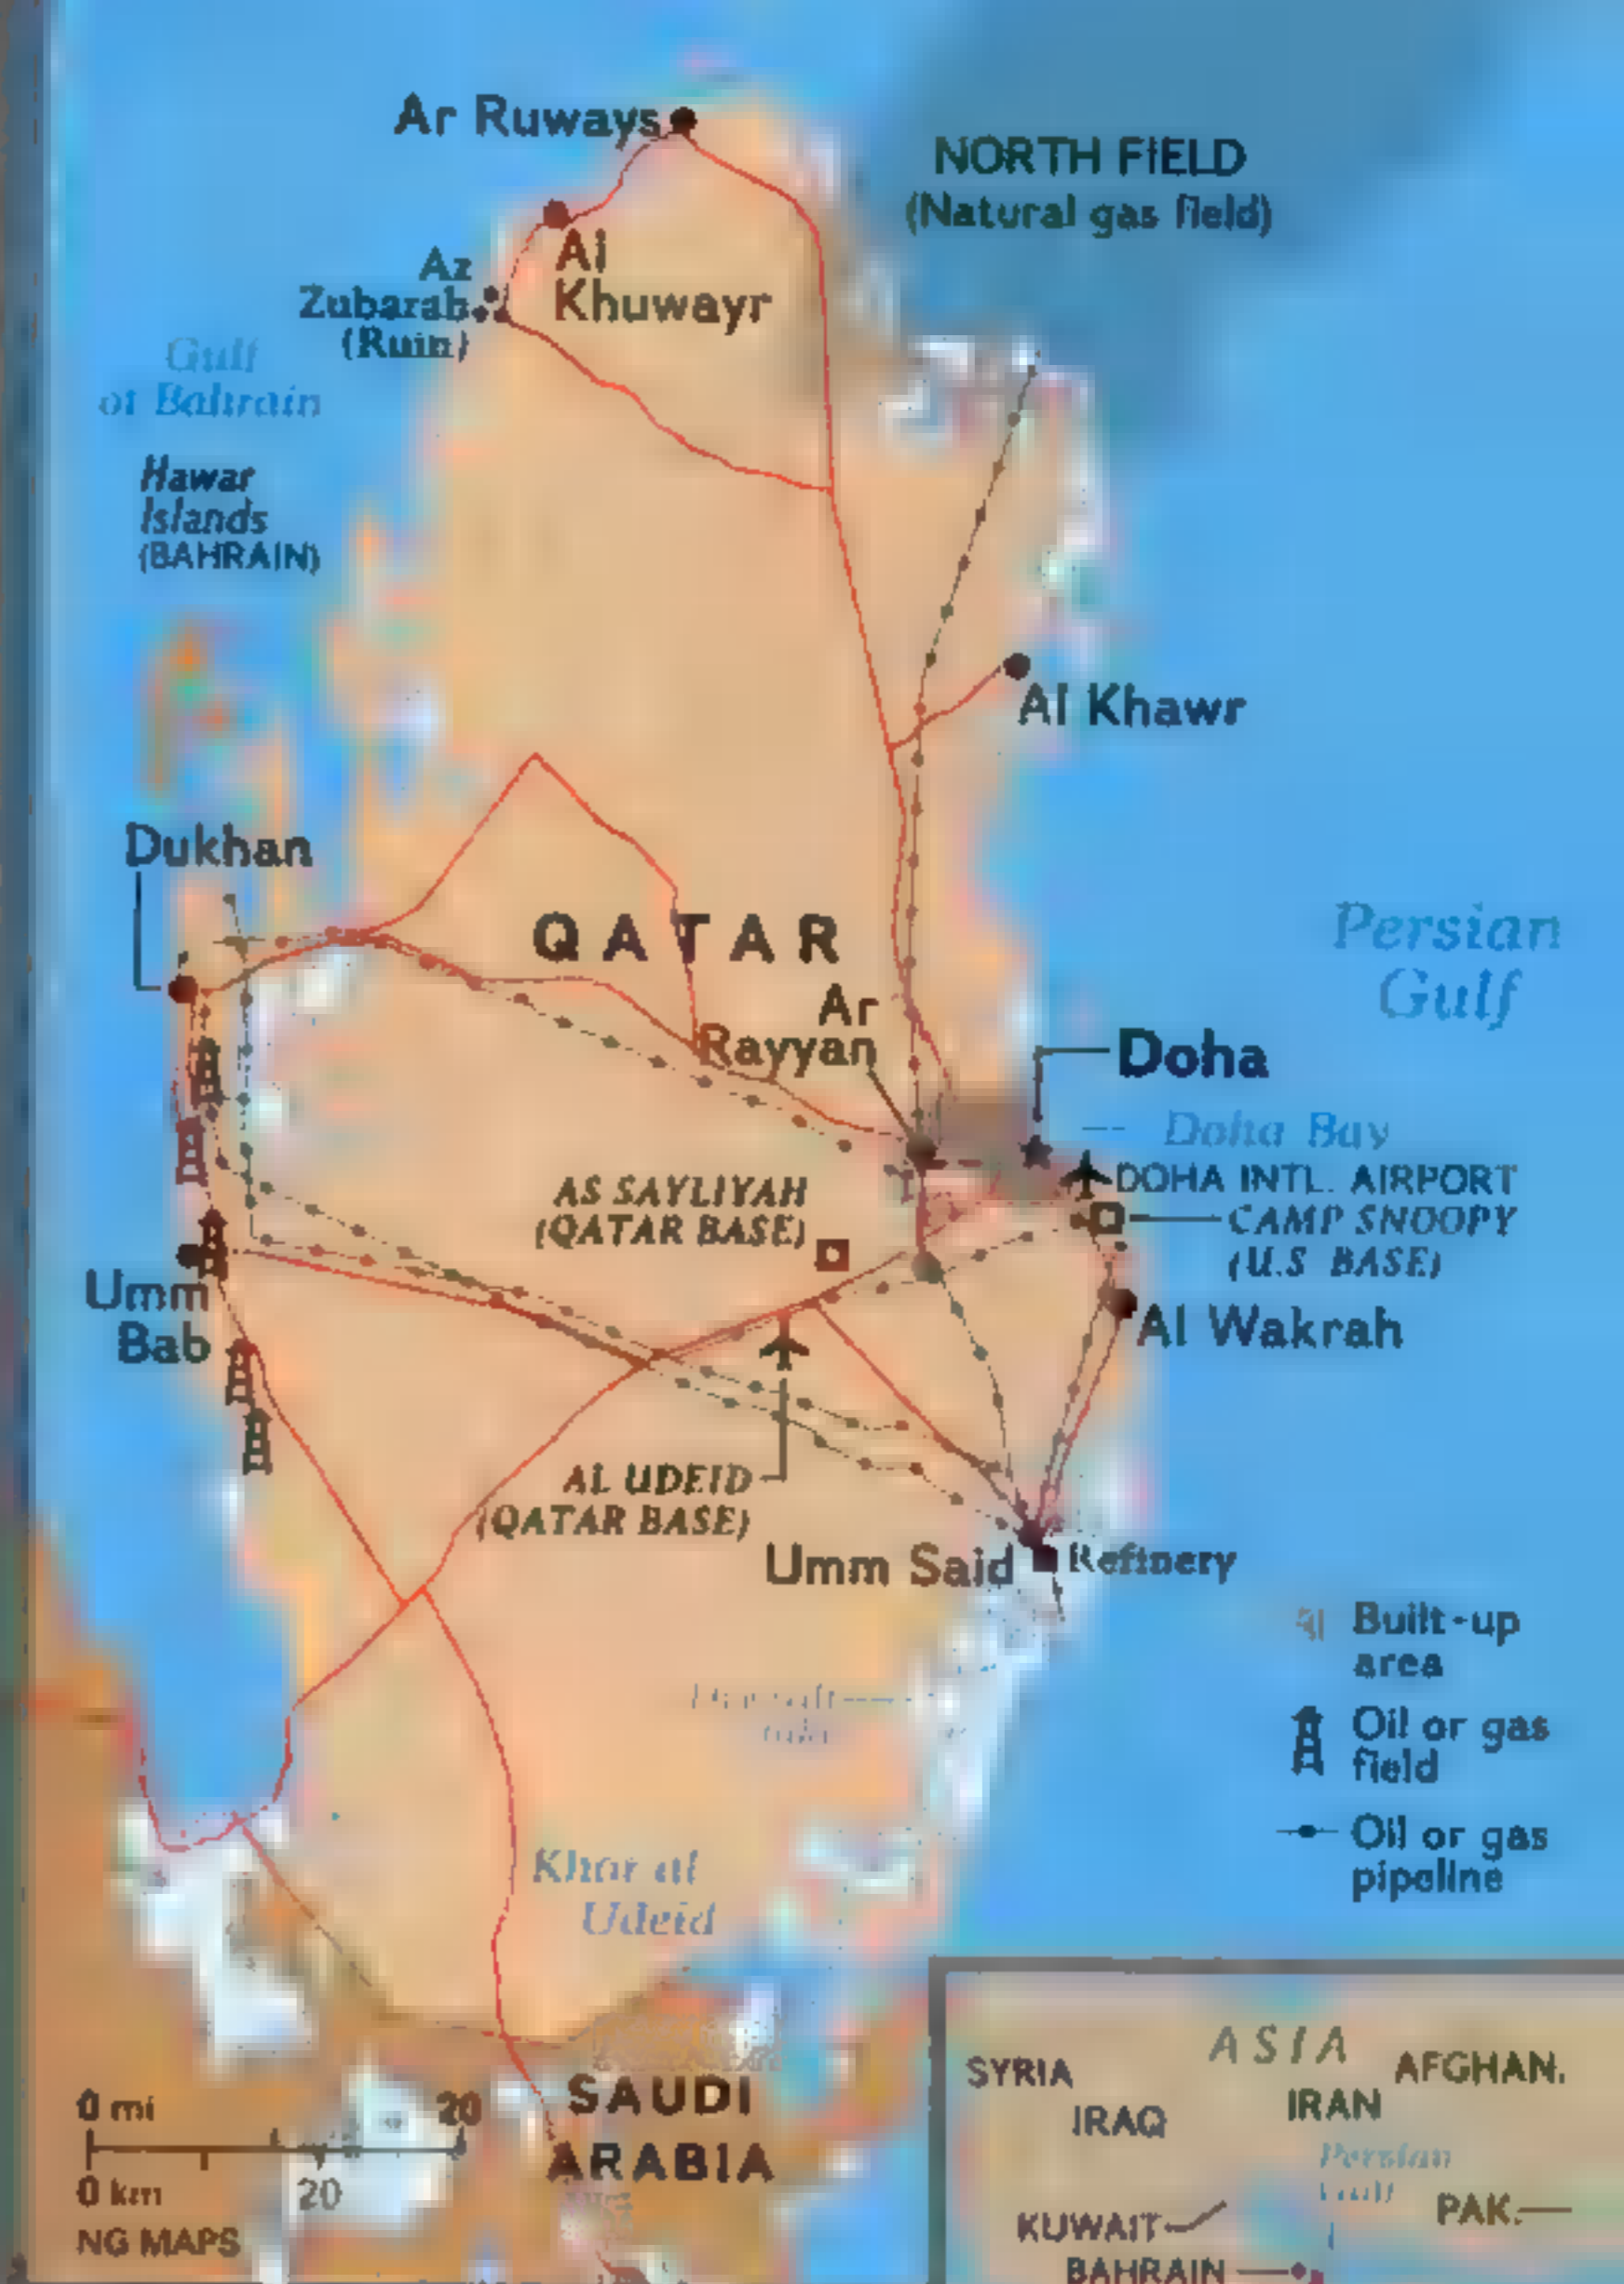 Ar Ruways
NORTH FIELD
(Natural gas field)
Al
Khuwayr
Az
Zubarah
(Ruin)
Gulf
of Bahrain
Hawar
Islands
(BAHRAIN)
Al Khawr
Dukhan
QATAR
Persian
Gulf
Ar
Rayyan
Doha
Doha Bay
DOHA INTL. AIRPORT
AS SAYLIYAH
(QATAR BASE)
CAMP SNOOPY
(U.S BASE)
Umm
Bab
Al Wakrah
AL UDEID
(QATAR BASE)
Umm Said
Refinery
Built-up
area
Oil or gas
field
Oil or gas
pipeline
Khor al
Udeid
SAUDI
ARABIA
0 mi 20
0 km 20
NG MAPS
ASIA
SYRIA
AFGHAN.
IRAN
IRAQ
Persian
Gulf
PAK.
KUWAIT
BAHRAIN